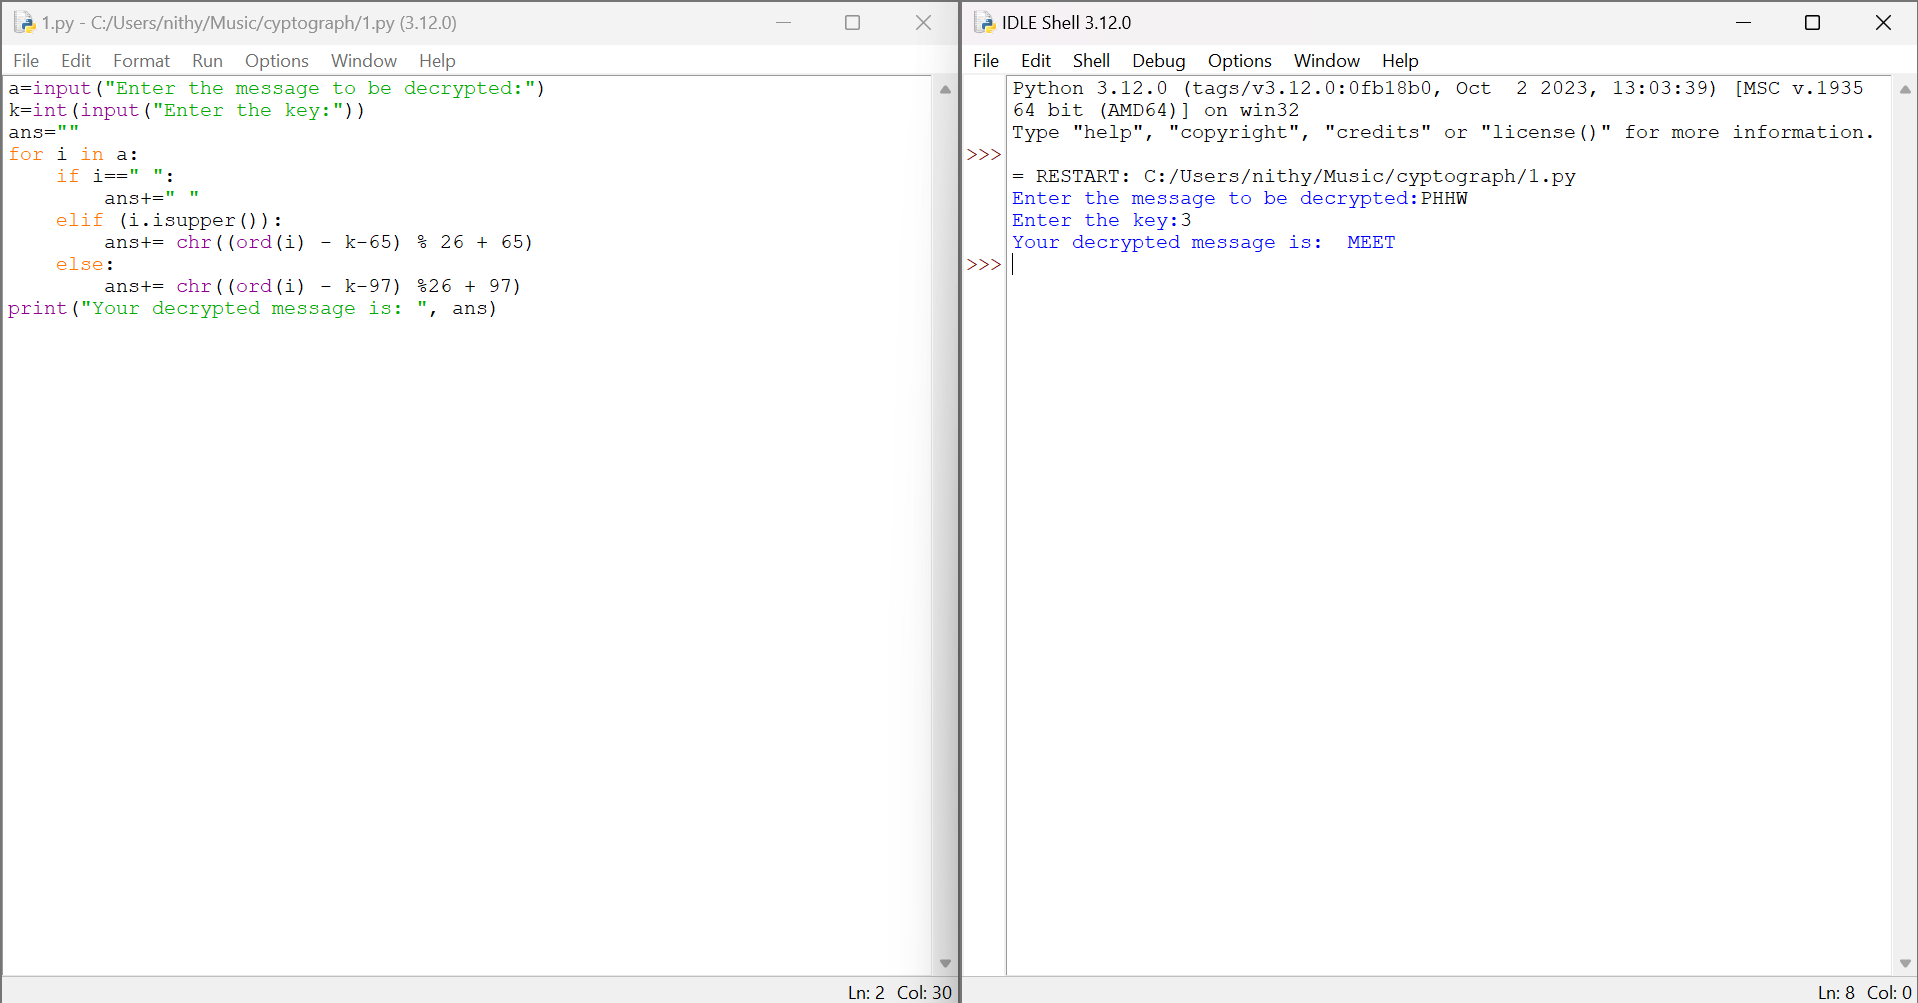 1.py - C:/Users/nithy/Music/cyptograph/1.py (3.12.0)
File Edit Format Run Options Window Help
a=input("Enter the message to be decrypted:")
k=int(input("Enter the key:"))
ans=""
for i in a:
    if i==" ":
        ans+=" "
    elif (i.isupper()):
        ans+= chr((ord(i) - k-65) % 26 + 65)
    else:
        ans+= chr((ord(i) - k-97) %26 + 97)
print("Your decrypted message is: ", ans)
Ln: 2 Col: 30
IDLE Shell 3.12.0
File Edit Shell Debug Options Window Help
Python 3.12.0 (tags/v3.12.0:0fb18b0, Oct  2 2023, 13:03:39) [MSC v.1935
64 bit (AMD64)] on win32
Type "help", "copyright", "credits" or "license()" for more information.
>>>
= RESTART: C:/Users/nithy/Music/cyptograph/1.py
Enter the message to be decrypted:PHHW
Enter the key:3
Your decrypted message is:  MEET
>>>
Ln: 8 Col: 0